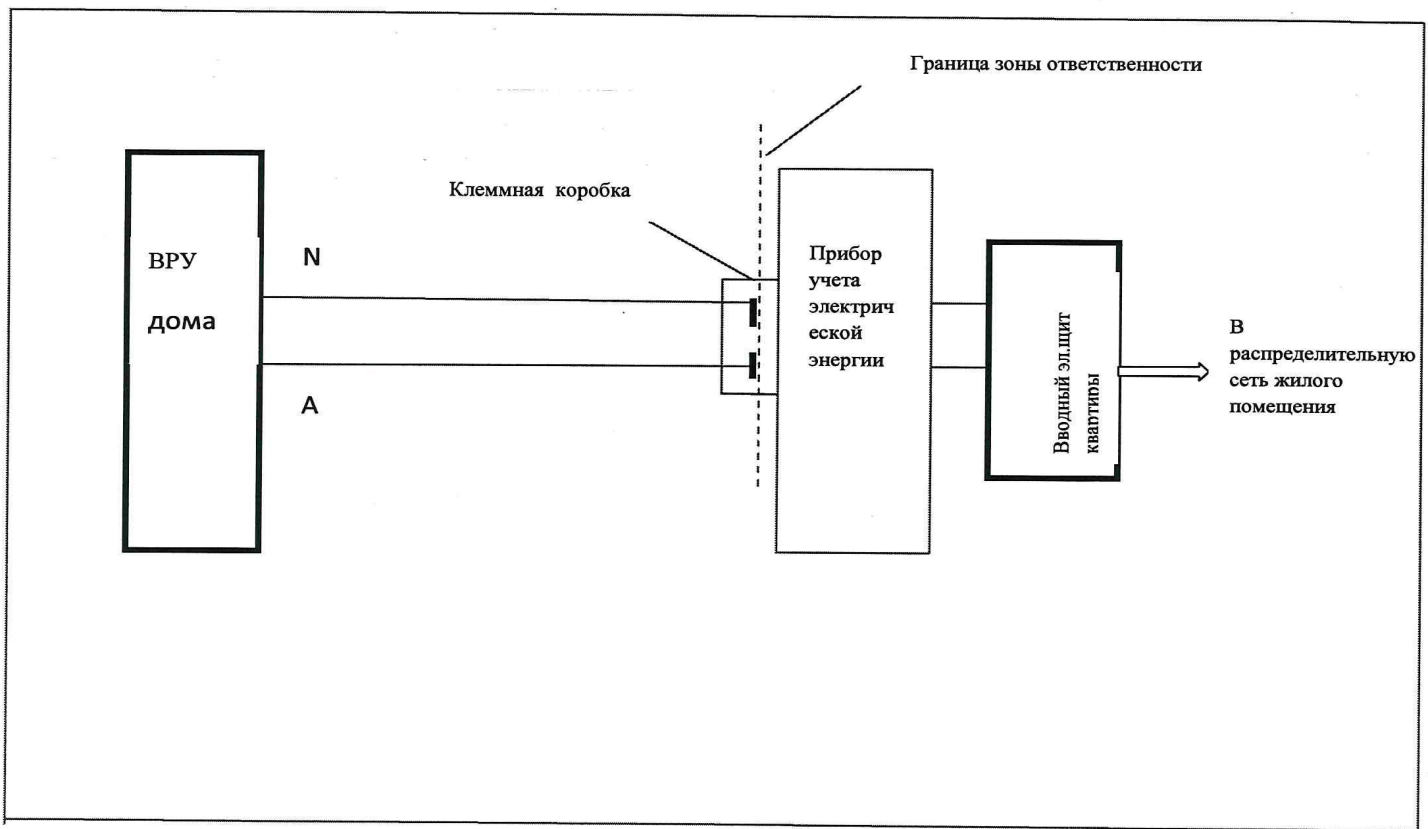 Граница зоны ответственности
Клеммная коробка
ВРУ
дома
N
A
Прибор
учета
электрич
еской
энергии
Вводный эл.щит
квартиры
В
распределительную
сеть жилого
помещения